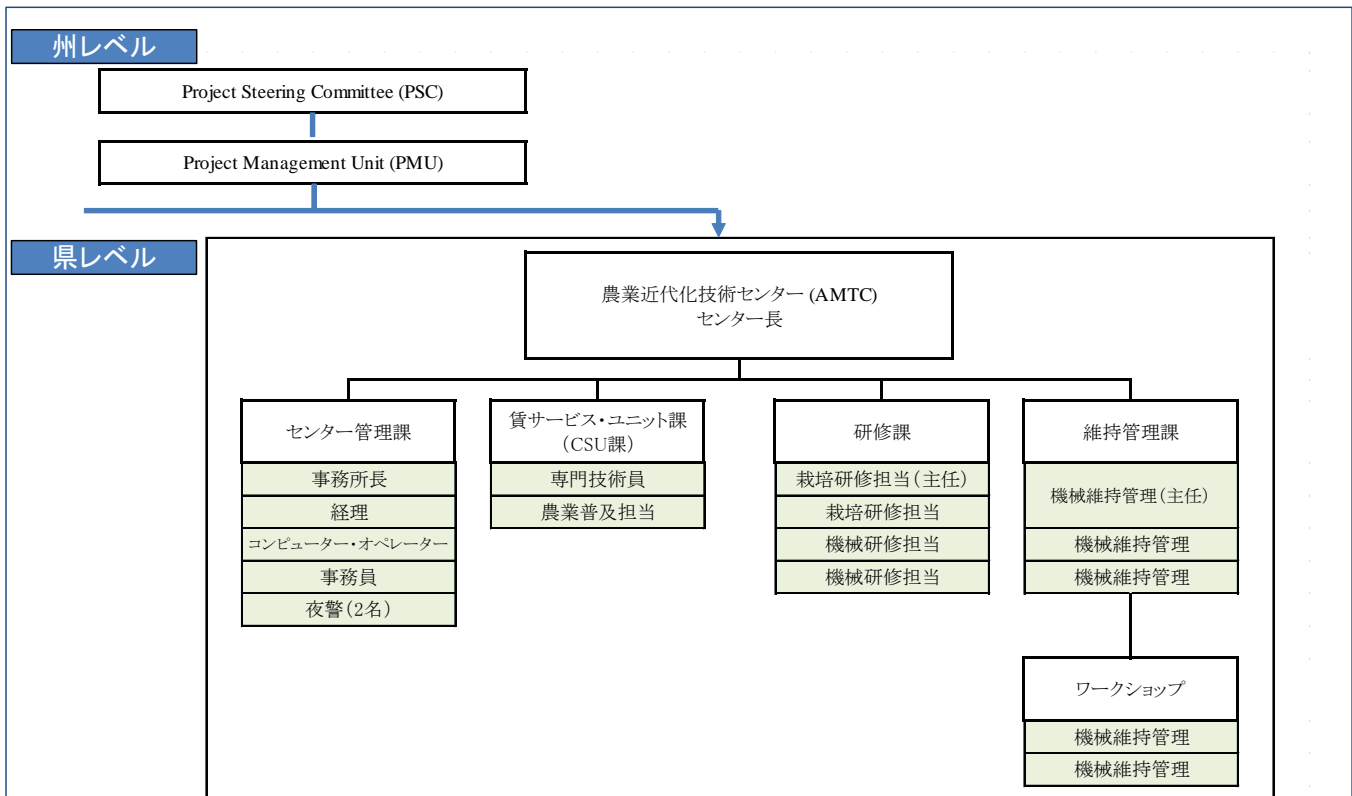 州レベル
Project Steering Committee (PSC)
Project Management Unit (PMU)
県レベル
農業近代化技術センター (AMTC)
センター長
センター管理課
事務所長
経理
コンピューター・オペレーター
事務員
夜警(2名)
賃サービス・ユニット課
(CSU課)
専門技術員
農業普及担当
研修課
栽培研修担当(主任)
栽培研修担当
機械研修担当
機械研修担当
維持管理課
機械維持管理(主任)
機械維持管理
機械維持管理
ワークショップ
機械維持管理
機械維持管理